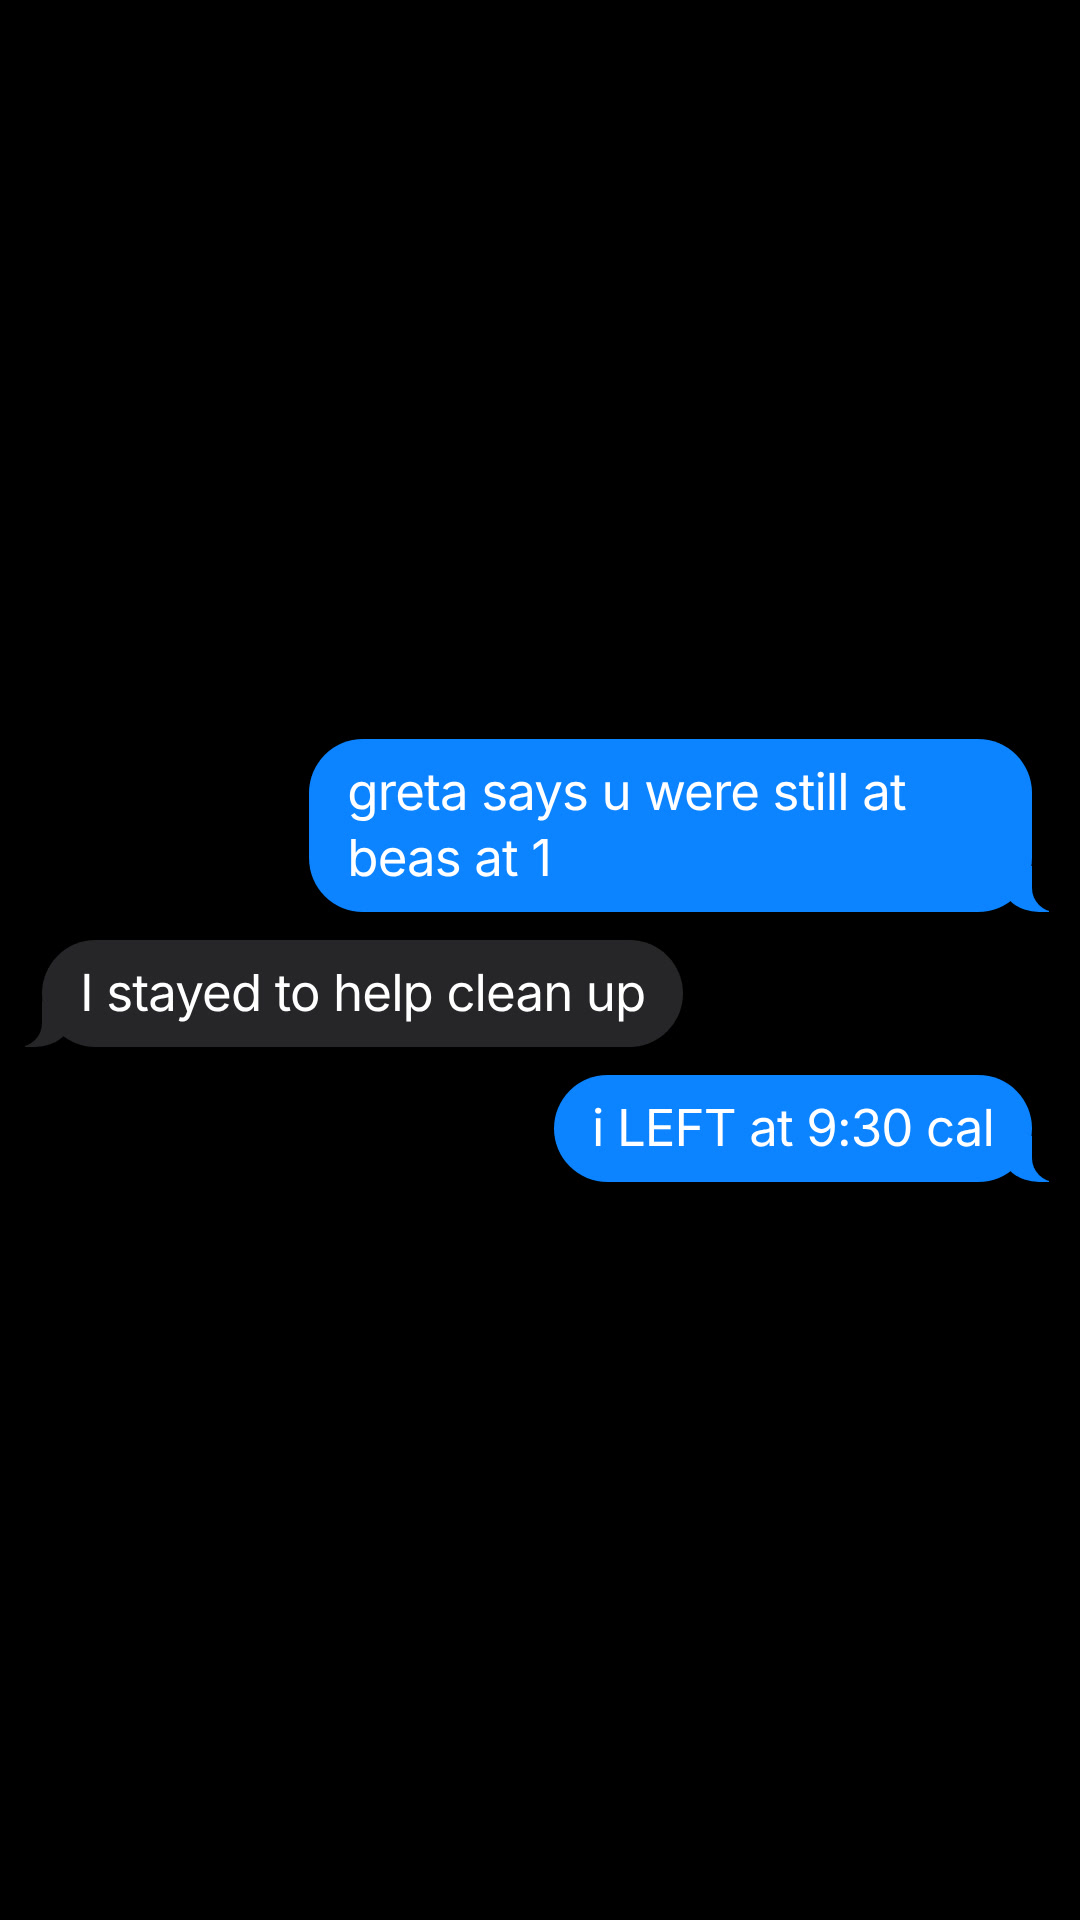 greta says u were still at
beas at 1
I stayed to help clean up
i LEFT at 9:30 cal